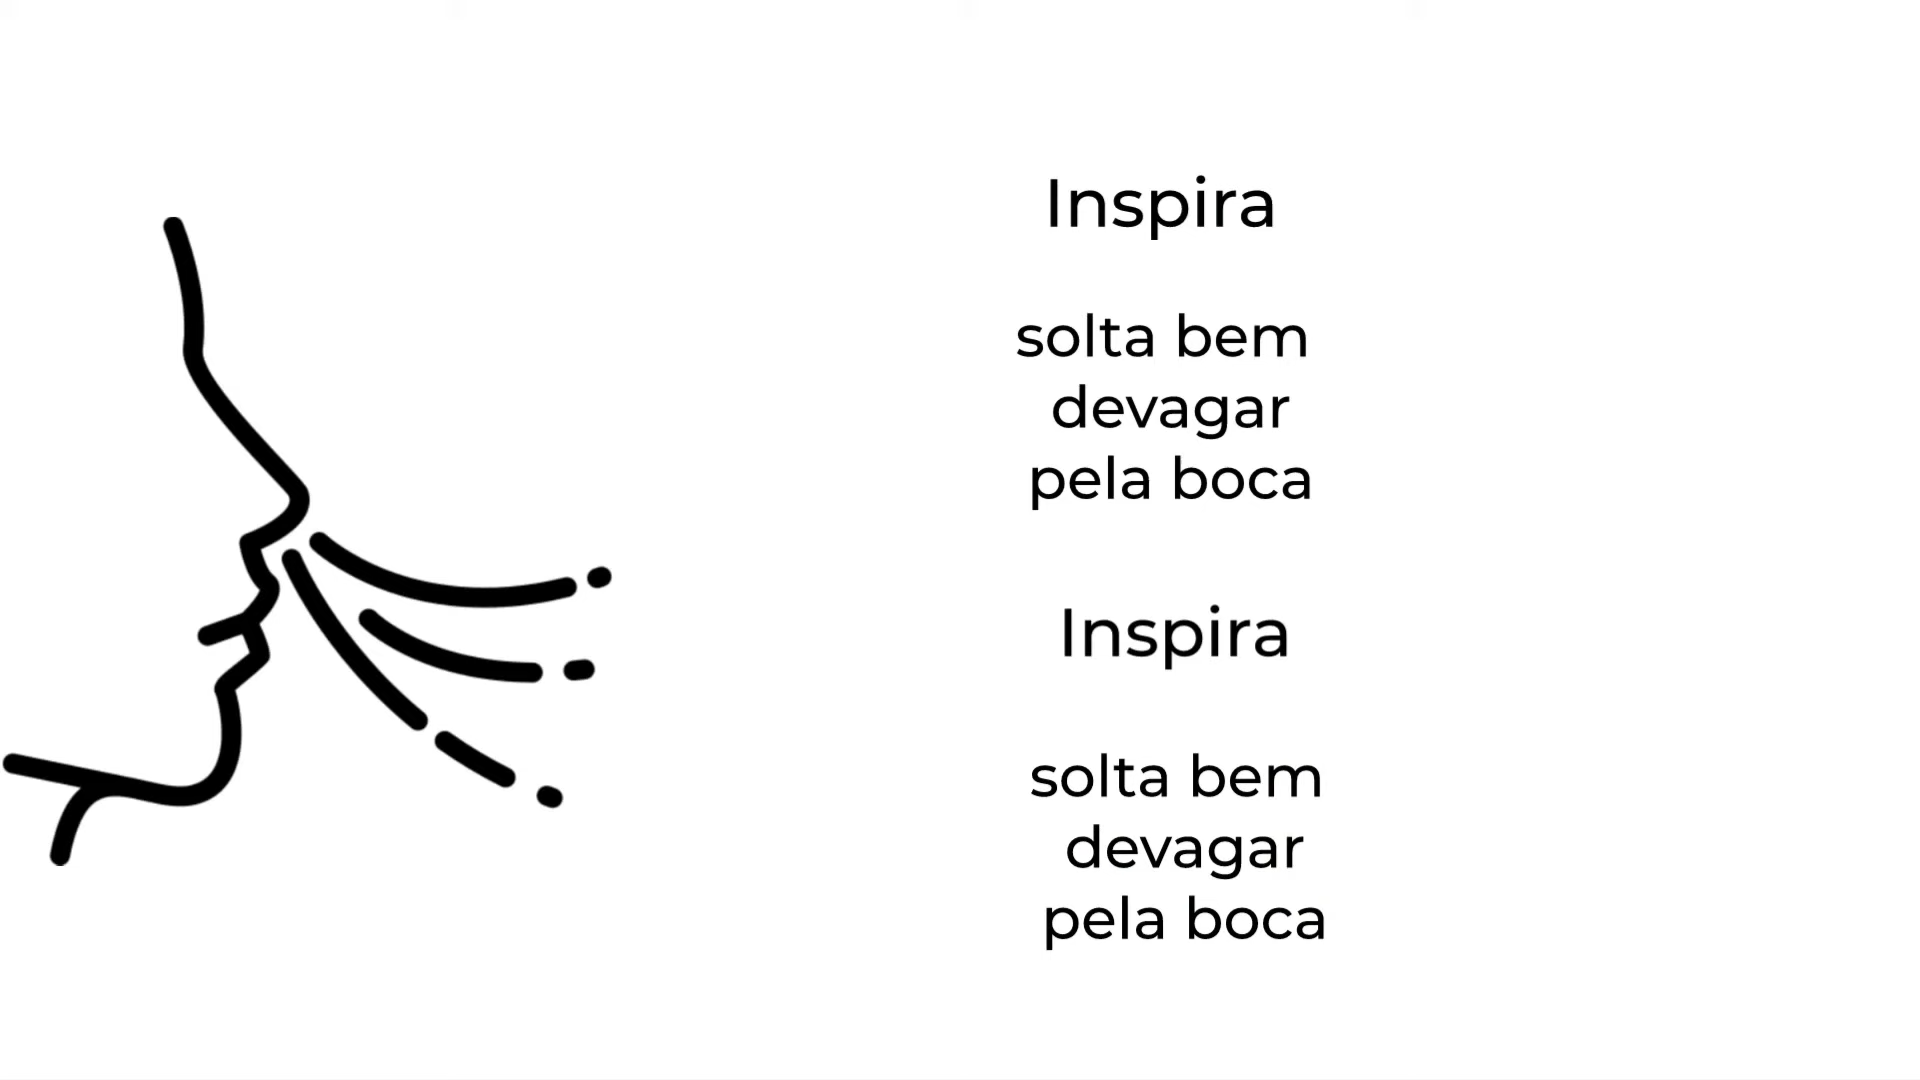 Inspira
solta bem
devagar
pela boca
Inspira
solta bem
devagar
pela boca